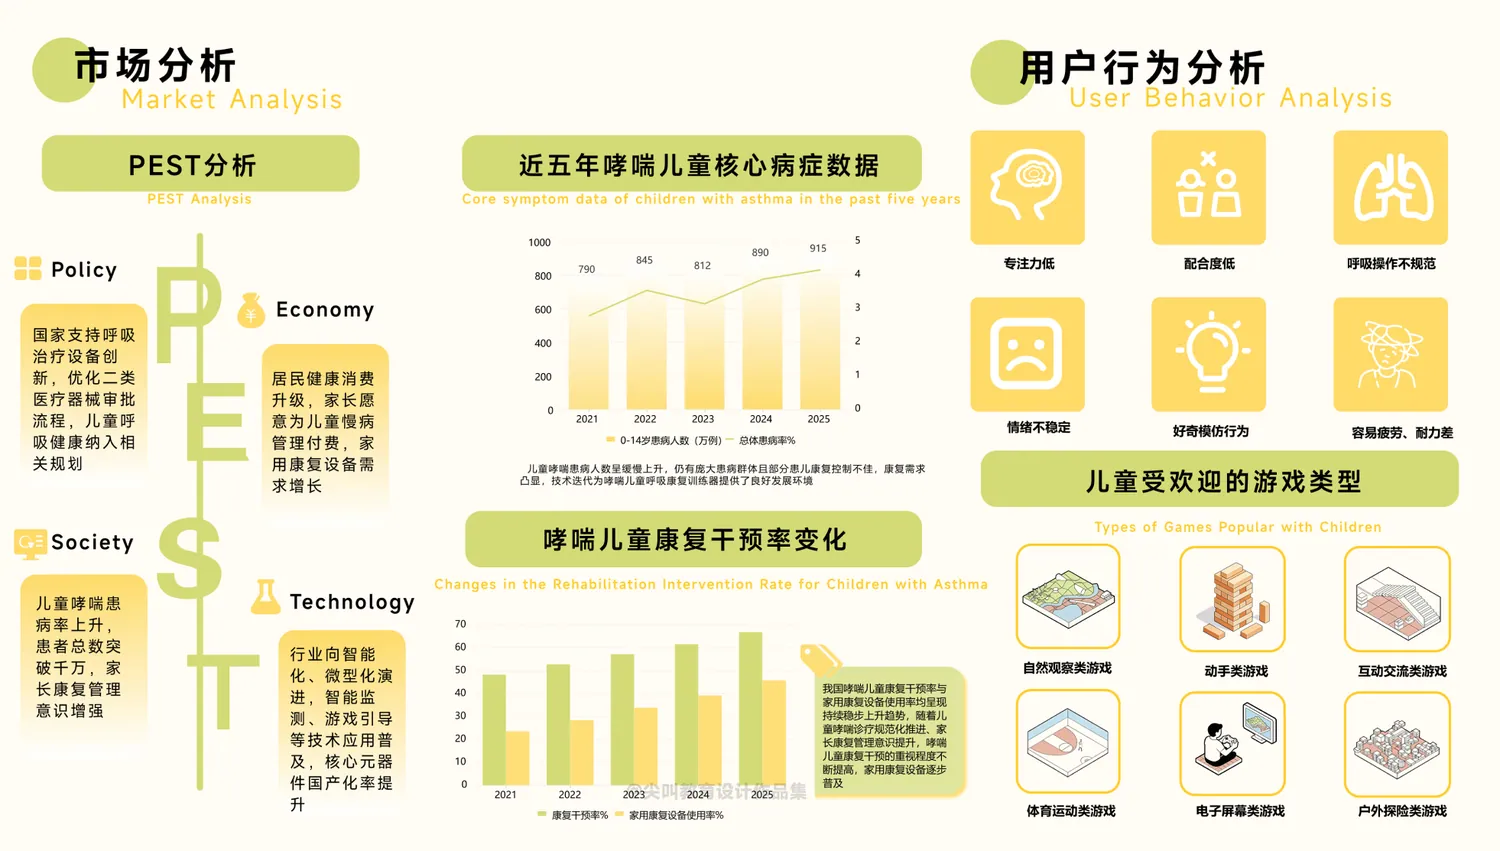 市场分析
Market Analysis
PEST分析
PEST Analysis
Policy
国家支持呼吸
治疗设备创
新，优化二类
医疗器械审批
流程，儿童呼
吸健康纳入相
关规划
Economy
居民健康消费
升级，家长愿
意为儿童慢病
管理付费，家
用康复设备需
求增长
Society
儿童哮喘患
病率上升，
患者总数突
破千万，家
长康复管理
意识增强
Technology
行业向智能
化、微型化演
进，智能监
测、游戏引导
等技术应用普
及，核心元器
件国产化率提
升
P
E
S
T
近五年哮喘儿童核心病症数据
Core symptom data of children with asthma in the past five years
1000
800
600
400
200
0
790
845
812
890
915
5
4
3
2
1
0
2021
2022
2023
2024
2025
0-14岁患病人数（万例）
总体患病率%
儿童哮喘患病人数呈缓慢上升，仍有庞大患病群体且部分患儿康复控制不佳，康复需求
凸显，技术迭代为哮喘儿童呼吸康复训练器提供了良好发展环境
哮喘儿童康复干预率变化
Changes in the Rehabilitation Intervention Rate for Children with Asthma
70
60
50
40
30
20
10
0
2021
2022
2023
2024
2025
康复干预率%
家用康复设备使用率%
我国哮喘儿童康复干预率与
家用康复设备使用率均呈现
持续稳步上升趋势，随着儿
童哮喘诊疗规范化推进、家
长康复管理意识提升，哮喘
儿童康复干预的重视程度不
断提高，家用康复设备逐步
普及
@尖叫教育设计作品集
用户行为分析
User Behavior Analysis
专注力低
配合度低
呼吸操作不规范
情绪不稳定
好奇模仿行为
容易疲劳、耐力差
儿童受欢迎的游戏类型
Types of Games Popular with Children
自然观察类游戏
动手类游戏
互动交流类游戏
体育运动类游戏
电子屏幕类游戏
户外探险类游戏